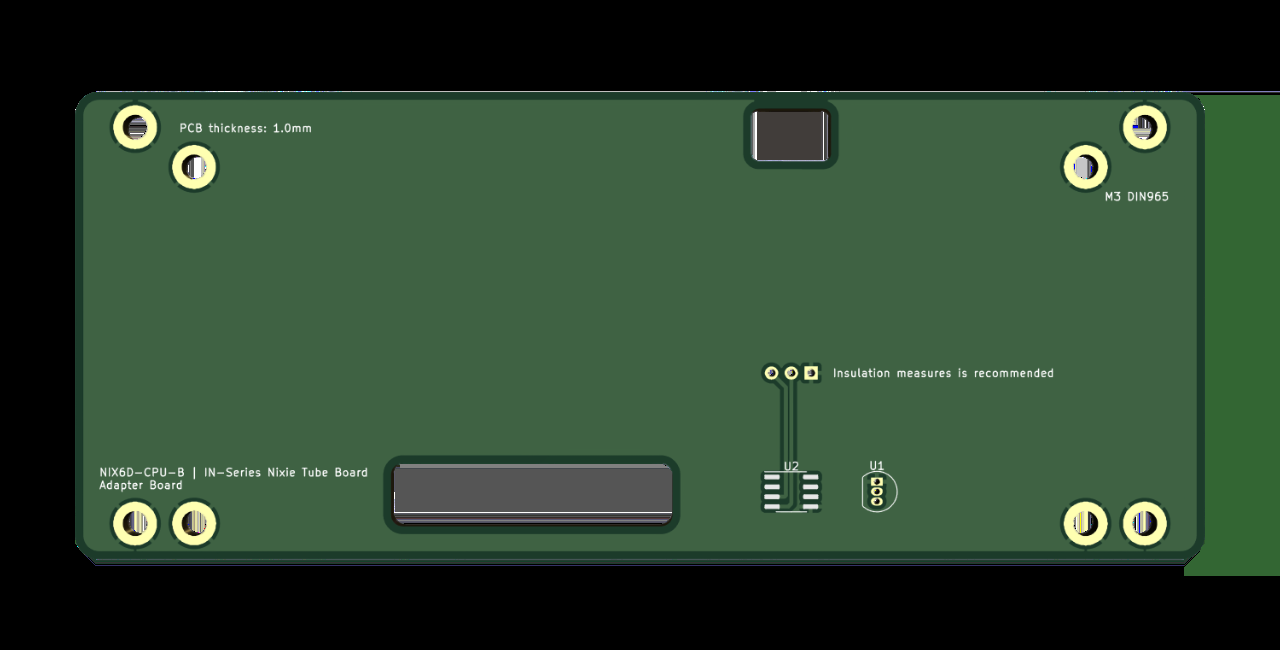 PCB thickness: 1.0mm
M3 DIN965
Insulation measures is recommended
U2
U1
NIX6D-CPU-B | IN-Series Nixie Tube Board
Adapter Board